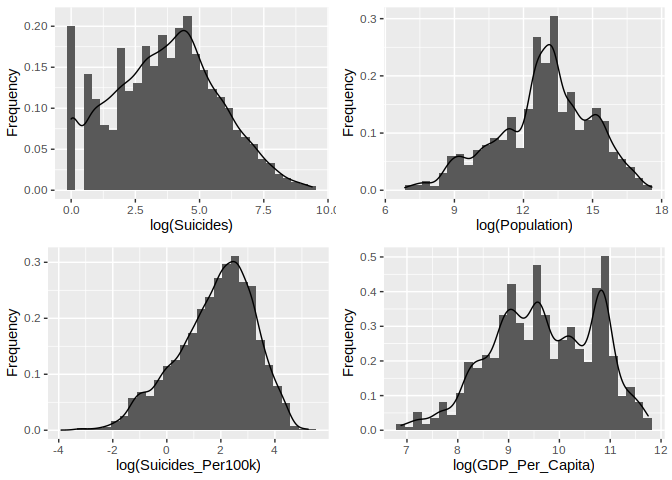 Frequency
0.20
0.15
0.10
0.05
0.00
0.0 2.5 5.0 7.5 10.0
log(Suicides)
Frequency
0.3
0.2
0.1
0.0
6 9 12 15 18
log(Population)
Frequency
0.3
0.2
0.1
0.0
-4 -2 0 2 4
log(Suicides_Per100k)
Frequency
0.5
0.4
0.3
0.2
0.1
0.0
7 8 9 10 11 12
log(GDP_Per_Capita)